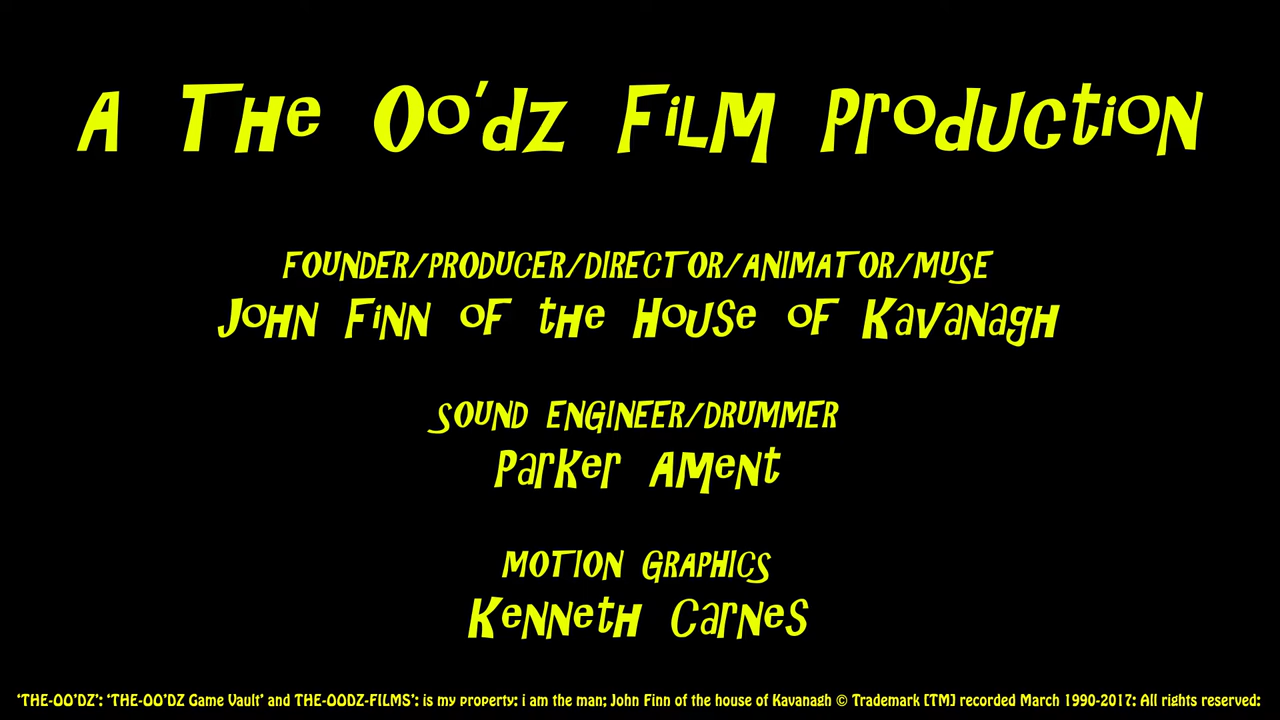 A The Oo'dz Film Production
FOUNDER/PRODUCER/DIRECTOR/ANIMATOR/MUSE
John Finn of the House of Kavanagh
SOUND ENGINEER/DRUMMER
Parker Ament
MOTION GRAPHICS
Kenneth Carnes
'THE-OO'DZ': 'THE-OO'DZ Game Vault' and THE-OODZ-FILMS': is my property: i am the man; John Finn of the house of Kavanagh © Trademark [TM] recorded March 1990-2017: All rights reserved: